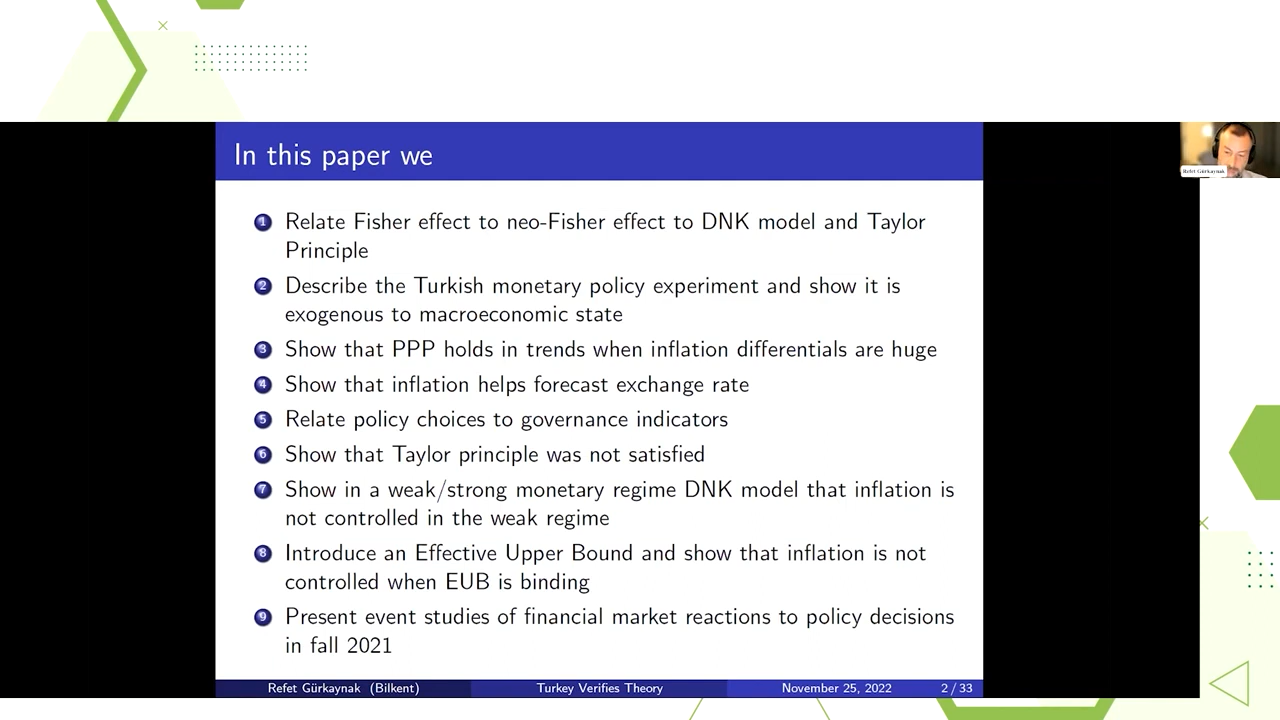 In this paper we
Refet Gürkaynak
1 Relate Fisher effect to neo-Fisher effect to DNK model and Taylor
Principle
2 Describe the Turkish monetary policy experiment and show it is
exogenous to macroeconomic state
3 Show that PPP holds in trends when inflation differentials are huge
4 Show that inflation helps forecast exchange rate
5 Relate policy choices to governance indicators
6 Show that Taylor principle was not satisfied
7 Show in a weak/strong monetary regime DNK model that inflation is
not controlled in the weak regime
8 Introduce an Effective Upper Bound and show that inflation is not
controlled when EUB is binding
9 Present event studies of financial market reactions to policy decisions
in fall 2021
Refet Gürkaynak (Bilkent) Turkey Verifies Theory November 25, 2022 2 / 33